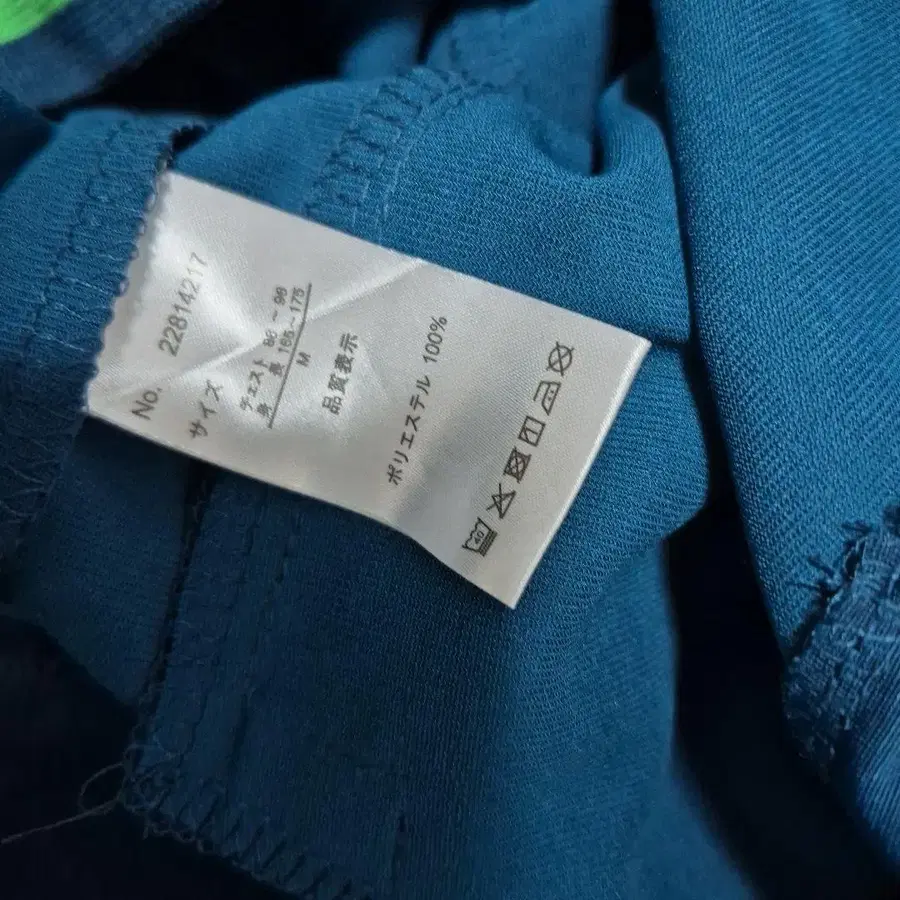 No. 22814217
サイズ
チェスト 88～96
身 長 165～175
M
品質表示
ポリエステル 100%
40